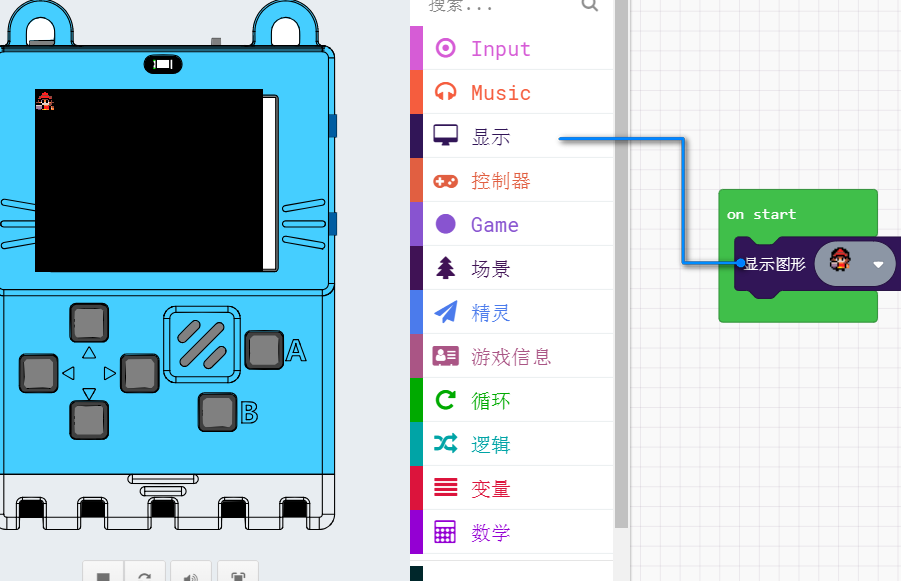 搜索...
Input
Music
显示
控制器
Game
场景
精灵
游戏信息
循环
逻辑
变量
数学
on start
显示图形
A
B